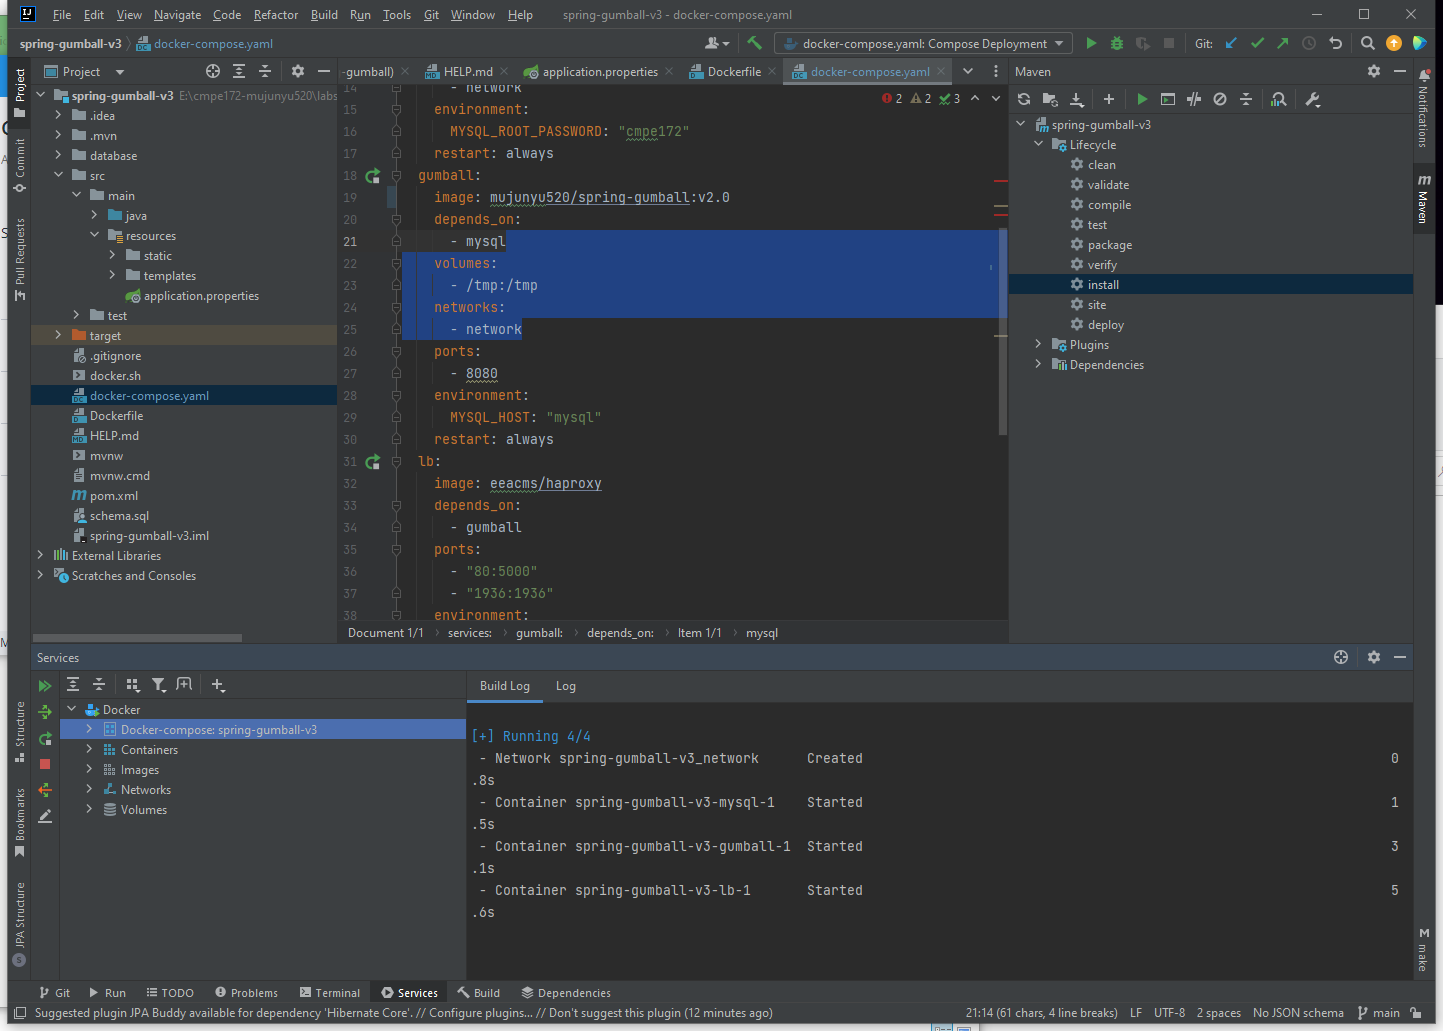 File Edit View Navigate Code Refactor Build Run Tools Git Window Help spring-gumball-v3 - docker-compose.yaml
spring-gumball-v3 docker-compose.yaml docker-compose.yaml: Compose Deployment Git:
Project
-gumball) HELP.md application.properties Dockerfile docker-compose.yaml
Maven
Project
Commit
Pull Requests
Structure
Bookmarks
JPA Structure
spring-gumball-v3 E:\cmpe172-mujunyu520\labs
.idea
.mvn
database
src
main
java
resources
static
templates
application.properties
test
target
.gitignore
docker.sh
docker-compose.yaml
Dockerfile
HELP.md
mvnw
mvnw.cmd
pom.xml
schema.sql
spring-gumball-v3.iml
External Libraries
Scratches and Consoles
2 2 3
14 - network
15 environment:
16 MYSQL_ROOT_PASSWORD: "cmpe172"
17 restart: always
18 gumball:
19 image: mujunyu520/spring-gumball:v2.0
20 depends_on:
21 - mysql
22 volumes:
23 - /tmp:/tmp
24 networks:
25 - network
26 ports:
27 - 8080
28 environment:
29 MYSQL_HOST: "mysql"
30 restart: always
31 lb:
32 image: eeacms/haproxy
33 depends_on:
34 - gumball
35 ports:
36 - "80:5000"
37 - "1936:1936"
38 environment:
Document 1/1 services: gumball: depends_on: Item 1/1 mysql
spring-gumball-v3
Lifecycle
clean
validate
compile
test
package
verify
install
site
deploy
Plugins
Dependencies
Notifications
m Maven
M make
Services
Docker
Docker-compose: spring-gumball-v3
Containers
Images
Networks
Volumes
Build Log Log
[+] Running 4/4
- Network spring-gumball-v3_network Created 0
.8s
- Container spring-gumball-v3-mysql-1 Started 1
.5s
- Container spring-gumball-v3-gumball-1 Started 3
.1s
- Container spring-gumball-v3-lb-1 Started 5
.6s
Git Run TODO Problems Terminal Services Build Dependencies
Suggested plugin JPA Buddy available for dependency 'Hibernate Core'. // Configure plugins... // Don't suggest this plugin (12 minutes ago) 21:14 (61 chars, 4 line breaks) LF UTF-8 2 spaces No JSON schema main